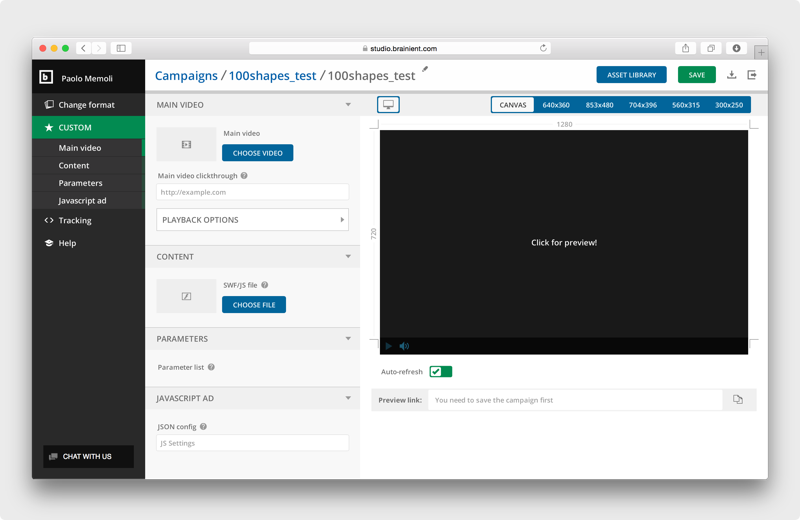 studio.brainient.com
b
Paolo Memoli
Campaigns / 100shapes_test / 100shapes_test
ASSET LIBRARY
SAVE
Change format
CUSTOM
Main video
Content
Parameters
Javascript ad
Tracking
Help
CHAT WITH US
MAIN VIDEO
Main video
CHOOSE VIDEO
Main video clickthrough ?
http://example.com
PLAYBACK OPTIONS
CONTENT
SWF/JS file ?
CHOOSE FILE
PARAMETERS
Parameter list ?
JAVASCRIPT AD
JSON config ?
JS Settings
CANVAS 640x360 853x480 704x396 560x315 300x250
1280
720
Click for preview!
Auto-refresh
Preview link: You need to save the campaign first